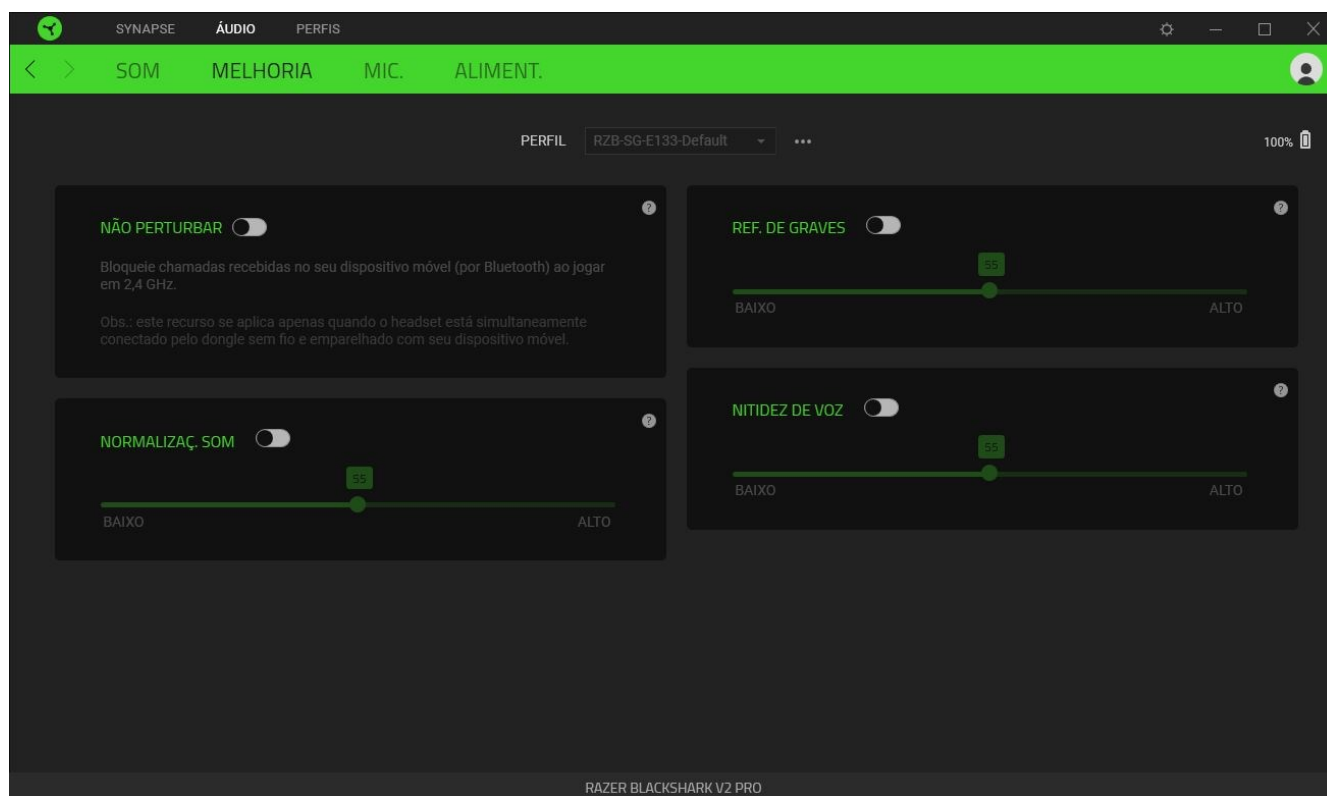 SYNAPSE ÁUDIO PERFIS
SOM MELHORIA MIC. ALIMENT.
PERFIL RZB-SG-E133-Default
100%
NÃO PERTURBAR
?
Bloqueie chamadas recebidas no seu dispositivo móvel (por Bluetooth) ao jogar
em 2,4 GHz.
Obs.: este recurso se aplica apenas quando o headset está simultaneamente
conectado pelo dongle sem fio e emparelhado com seu dispositivo móvel.
NORMALIZAÇ. SOM
?
55
BAIXO ALTO
REF. DE GRAVES
?
55
BAIXO ALTO
NITIDEZ DE VOZ
?
55
BAIXO ALTO
RAZER BLACKSHARK V2 PRO